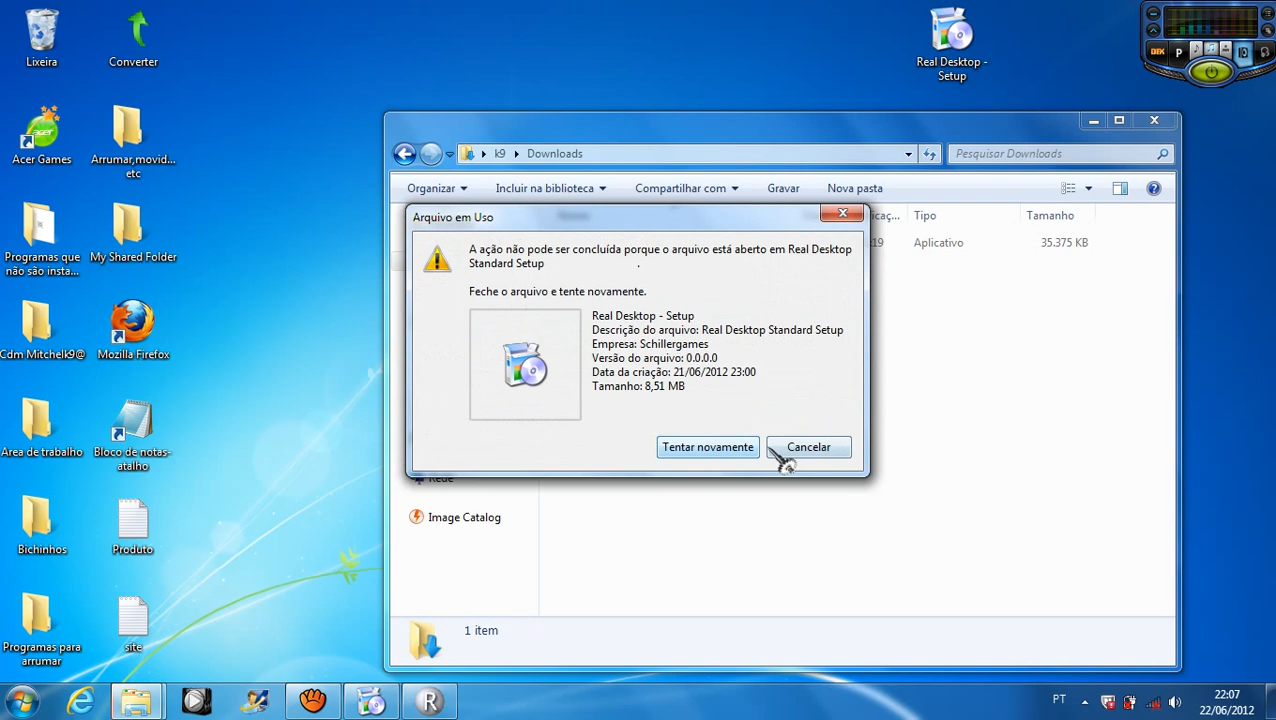 Lixeira
Converter
Real Desktop -
Setup
DEK
P
Acer Games
Arrumar,movid...
etc
k9
Downloads
Pesquisar Downloads
Organizar
Incluir na biblioteca
Compartilhar com
Gravar
Nova pasta
icaç...
Tipo
Tamanho
19
Aplicativo
35.375 KB
Arquivo em Uso
A ação não pode ser concluída porque o arquivo está aberto em Real Desktop
Standard Setup .
Feche o arquivo e tente novamente.
Real Desktop - Setup
Descrição do arquivo: Real Desktop Standard Setup
Empresa: Schillergames
Versão do arquivo: 0.0.0.0
Data da criação: 21/06/2012 23:00
Tamanho: 8,51 MB
Tentar novamente
Cancelar
Programas que
não são insta...
My Shared Folder
Cdm Mitchelk9@
Mozilla Firefox
Area de trabalho
Bloco de notas-
atalho
Rede
Image Catalog
Bichinhos
Produto
Programas para
arrumar
site
1 item
R
PT
22:07
22/06/2012